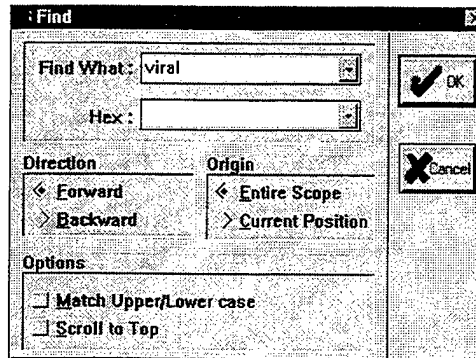 Find
Find What: viral
Hex:
OK
Cancel
Direction
Forward
Backward
Origin
Entire Scope
Current Position
Options
Match Upper/Lower case
Scroll to Top